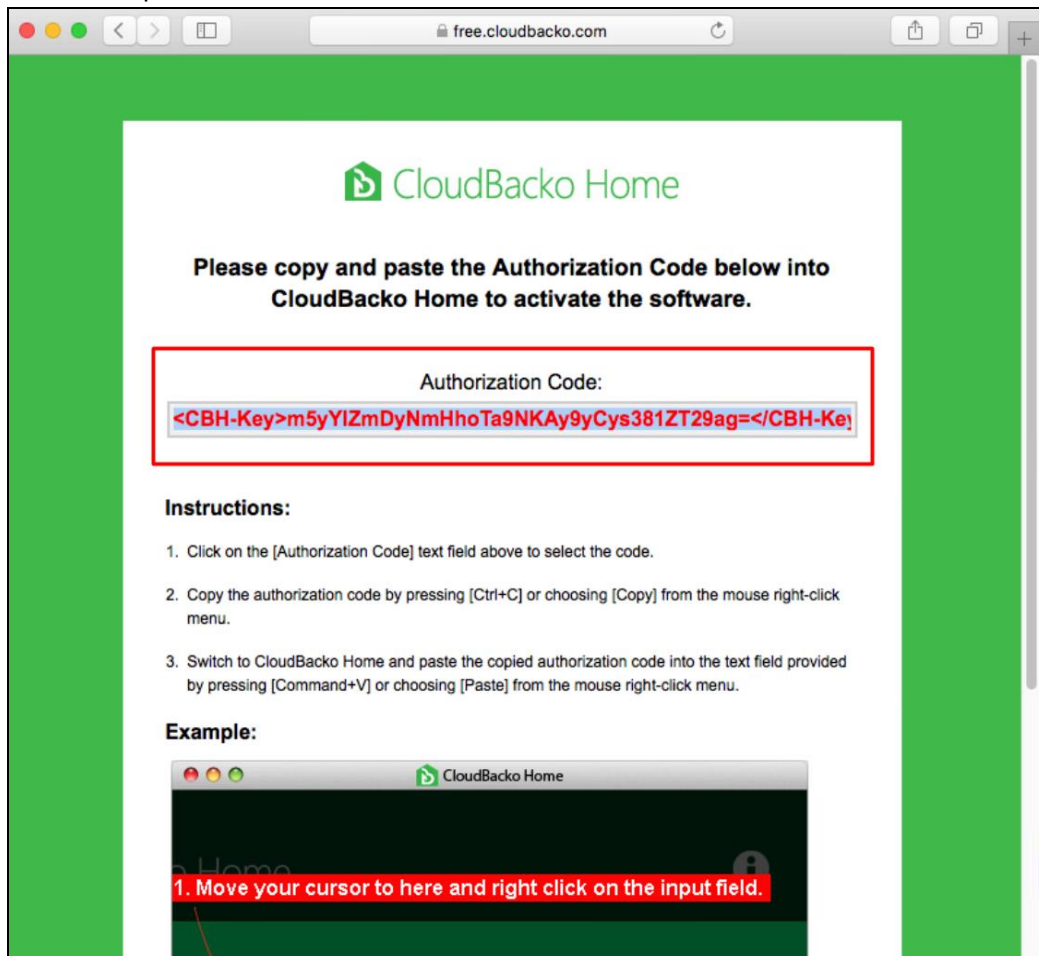 free.cloudbacko.com
CloudBacko Home
Please copy and paste the Authorization Code below into
CloudBacko Home to activate the software.
Authorization Code:
<CBH-Key>m5yYIZmDyNmHhoTa9NKAy9yCys381ZT29ag=</CBH-Key
Instructions:
1. Click on the [Authorization Code] text field above to select the code.
2. Copy the authorization code by pressing [Ctrl+C] or choosing [Copy] from the mouse right-click
menu.
3. Switch to CloudBacko Home and paste the copied authorization code into the text field provided
by pressing [Command+V] or choosing [Paste] from the mouse right-click menu.
Example:
CloudBacko Home
Home
1. Move your cursor to here and right click on the input field.